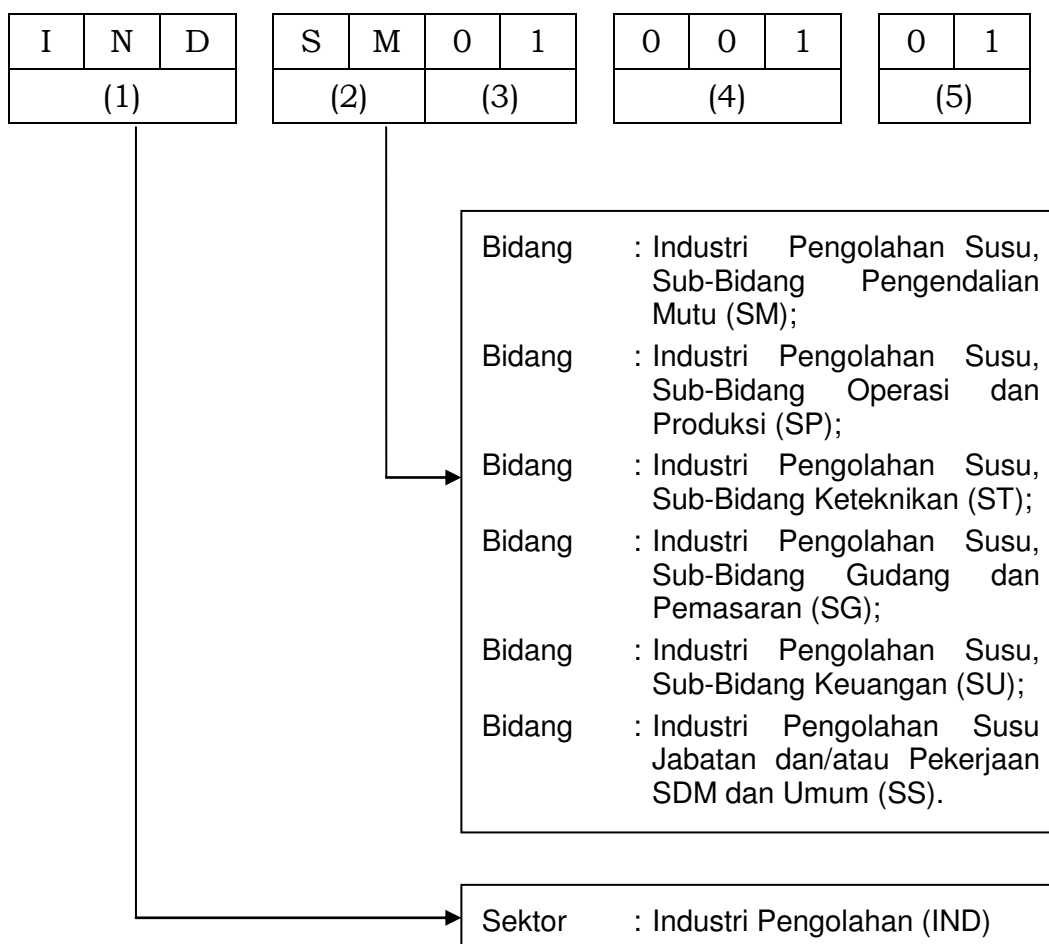 I N D S M 0 1 0 0 1 0 1
(1) (2) (3) (4) (5)
Bidang : Industri Pengolahan Susu,
Sub-Bidang Pengendalian
Mutu (SM);
Bidang : Industri Pengolahan Susu,
Sub-Bidang Operasi dan
Produksi (SP);
Bidang : Industri Pengolahan Susu,
Sub-Bidang Keteknikan (ST);
Bidang : Industri Pengolahan Susu,
Sub-Bidang Gudang dan
Pemasaran (SG);
Bidang : Industri Pengolahan Susu,
Sub-Bidang Keuangan (SU);
Bidang : Industri Pengolahan Susu
Jabatan dan/atau Pekerjaan
SDM dan Umum (SS).
Sektor : Industri Pengolahan (IND)